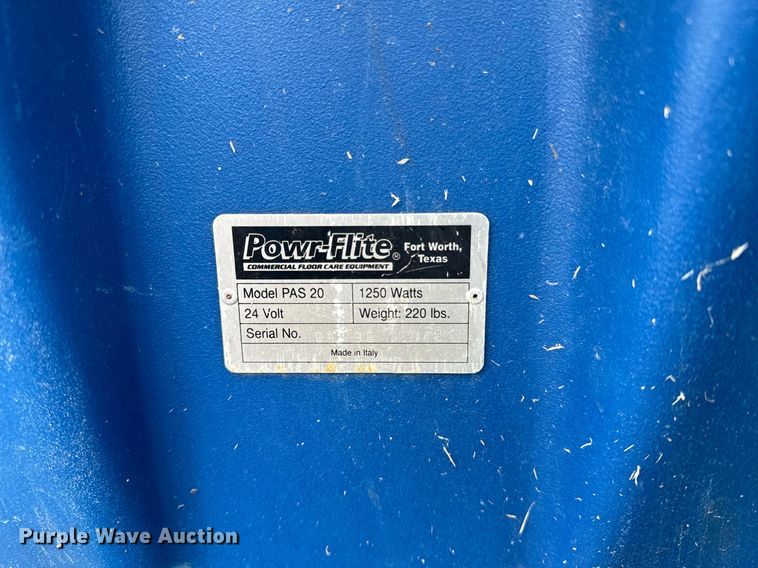 Powr-Flite®
COMMERCIAL FLOOR CARE EQUIPMENT
Fort Worth,
Texas
Model PAS 20
1250 Watts
24 Volt
Weight: 220 lbs.
Serial No.
Made in Italy
Purple Wave Auction®